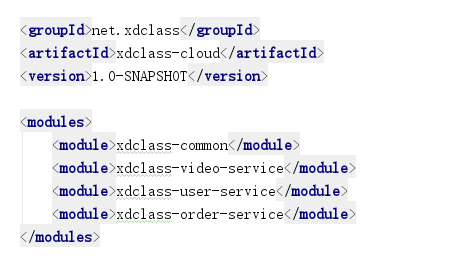 <groupId>net.xdclass</groupId>
<artifactId>xdclass-cloud</artifactId>
<version>1.0-SNAPSHOT</version>
<modules>
<module>xdclass-common</module>
<module>xdclass-video-service</module>
<module>xdclass-user-service</module>
<module>xdclass-order-service</module>
</modules>